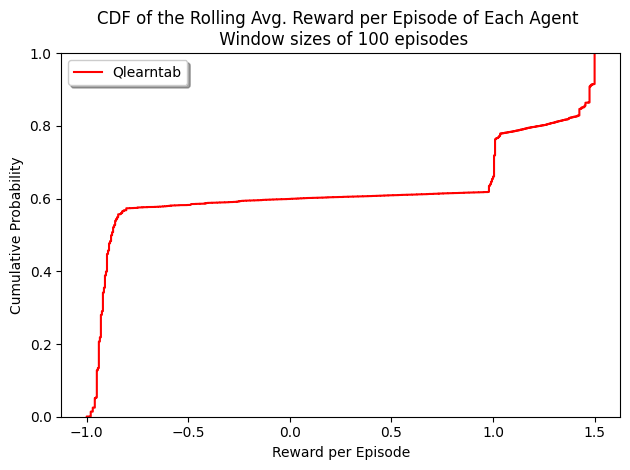 CDF of the Rolling Avg. Reward per Episode of Each Agent
Window sizes of 100 episodes
Qlearntab
1.0
0.8
0.6
0.4
0.2
0.0
Cumulative Probability
−1.0 −0.5 0.0 0.5 1.0 1.5
Reward per Episode